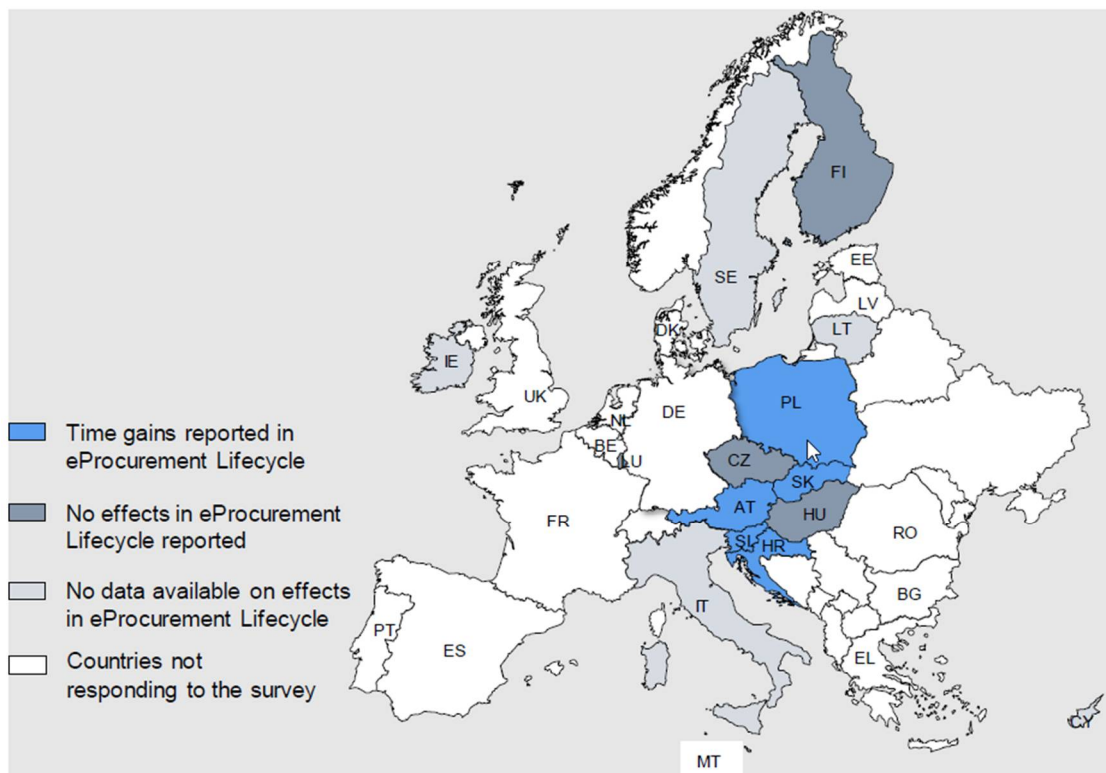 FI
EE
SE
LV
DK
LT
IE
UK
NL
DE
PL
BE
LU
CZ
SK
Time gains reported in
eProcurement Lifecycle
AT
HU
FR
SI
HR
RO
No effects in eProcurement
Lifecycle reported
No data available on effects
in eProcurement Lifecycle
IT
BG
PT
ES
EL
Countries not
responding to the survey
CY
MT